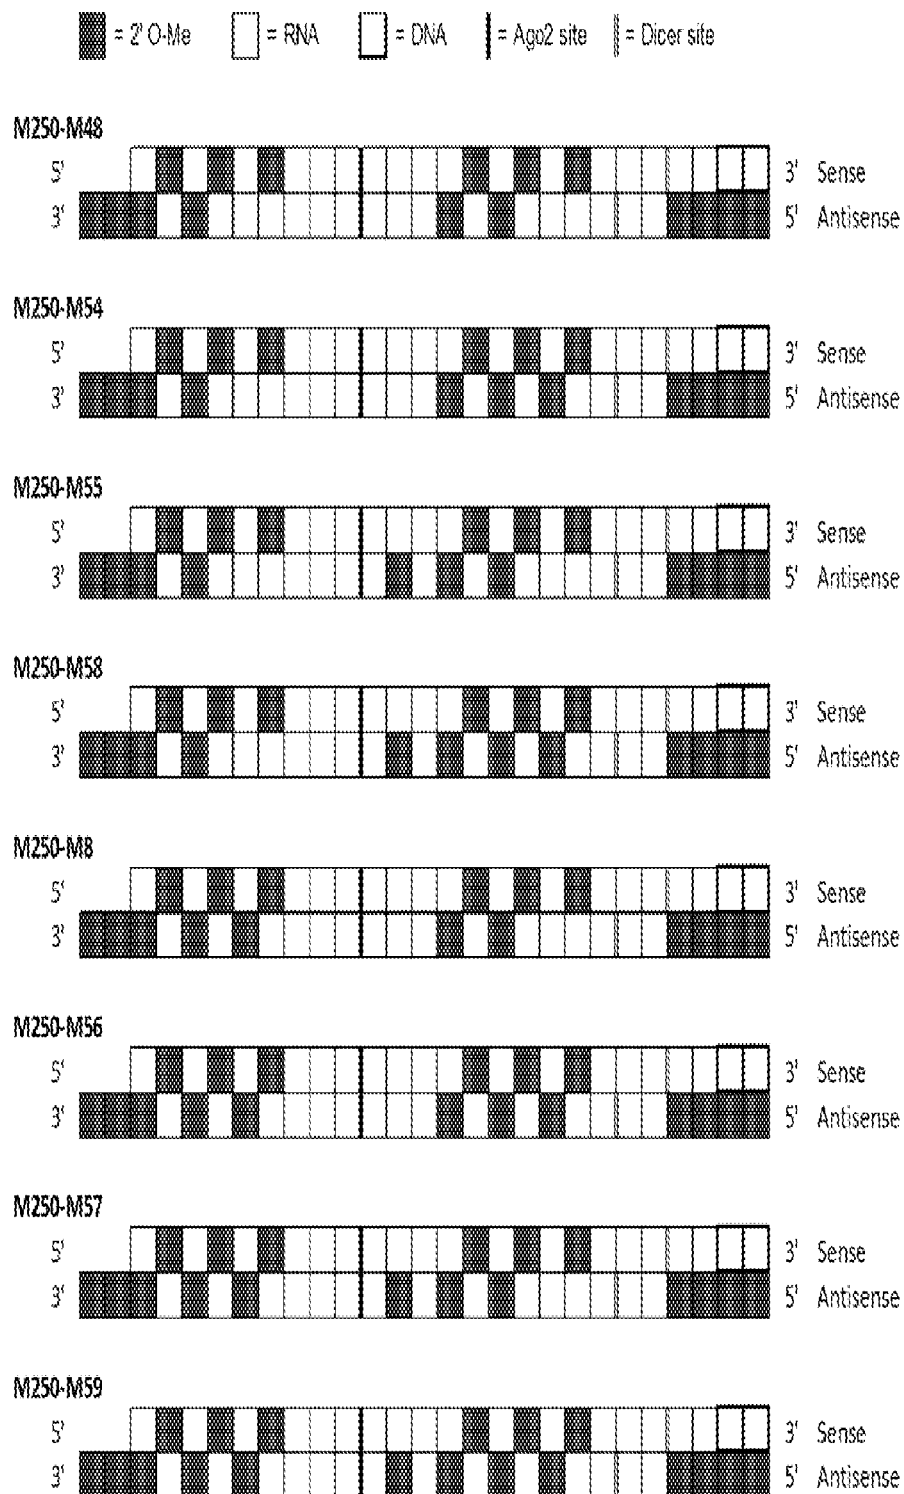 = 2' O-Me = RNA = DNA = Ago2 site = Dicer site
M250-M48
5' 3' Sense
3' 5' Antisense
M250-M54
5' 3' Sense
3' 5' Antisense
M250-M55
5' 3' Sense
3' 5' Antisense
M250-M58
5' 3' Sense
3' 5' Antisense
M250-M8
5' 3' Sense
3' 5' Antisense
M250-M56
5' 3' Sense
3' 5' Antisense
M250-M57
5' 3' Sense
3' 5' Antisense
M250-M59
5' 3' Sense
3' 5' Antisense